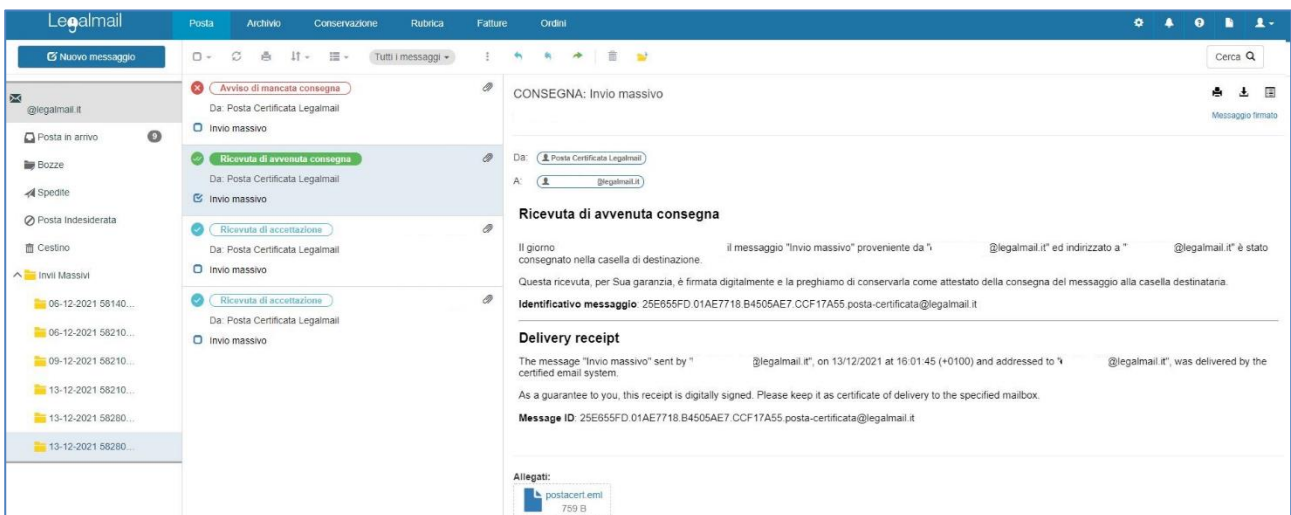 Legalmail
Posta Archivio Conservazione Rubrica Fatture Ordini
Nuovo messaggio
Tutti i messaggi
Cerca
@legalmail.it
Posta in arrivo 9
Bozze
Spedite
Posta Indesiderata
Cestino
Invii Massivi
06-12-2021 58140...
06-12-2021 58210...
09-12-2021 58210...
13-12-2021 58210...
13-12-2021 58280...
13-12-2021 58280...
Avviso di mancata consegna
Da: Posta Certificata Legalmail
Invio massivo
Ricevuta di avvenuta consegna
Da: Posta Certificata Legalmail
Invio massivo
Ricevuta di accettazione
Da: Posta Certificata Legalmail
Invio massivo
Ricevuta di accettazione
Da: Posta Certificata Legalmail
Invio massivo
CONSEGNA: Invio massivo
Messaggio firmato
Da: Posta Certificata Legalmail
A: @legalmail.it
Ricevuta di avvenuta consegna
Il giorno il messaggio "Invio massivo" proveniente da " @legalmail.it" ed indirizzato a " @legalmail.it" è stato
consegnato nella casella di destinazione.
Questa ricevuta, per Sua garanzia, è firmata digitalmente e la preghiamo di conservarla come attestato della consegna del messaggio alla casella destinataria.
Identificativo messaggio: 25E655FD.01AE7718.B4505AE7.CCF17A55.posta-certificata@legalmail.it
Delivery receipt
The message "Invio massivo" sent by " @legalmail.it", on 13/12/2021 at 16:01:45 (+0100) and addressed to " @legalmail.it", was delivered by the
certified email system.
As a guarantee to you, this receipt is digitally signed. Please keep it as certificate of delivery to the specified mailbox.
Message ID: 25E655FD.01AE7718.B4505AE7.CCF17A55.posta-certificata@legalmail.it
Allegati:
postacert.eml
759 B